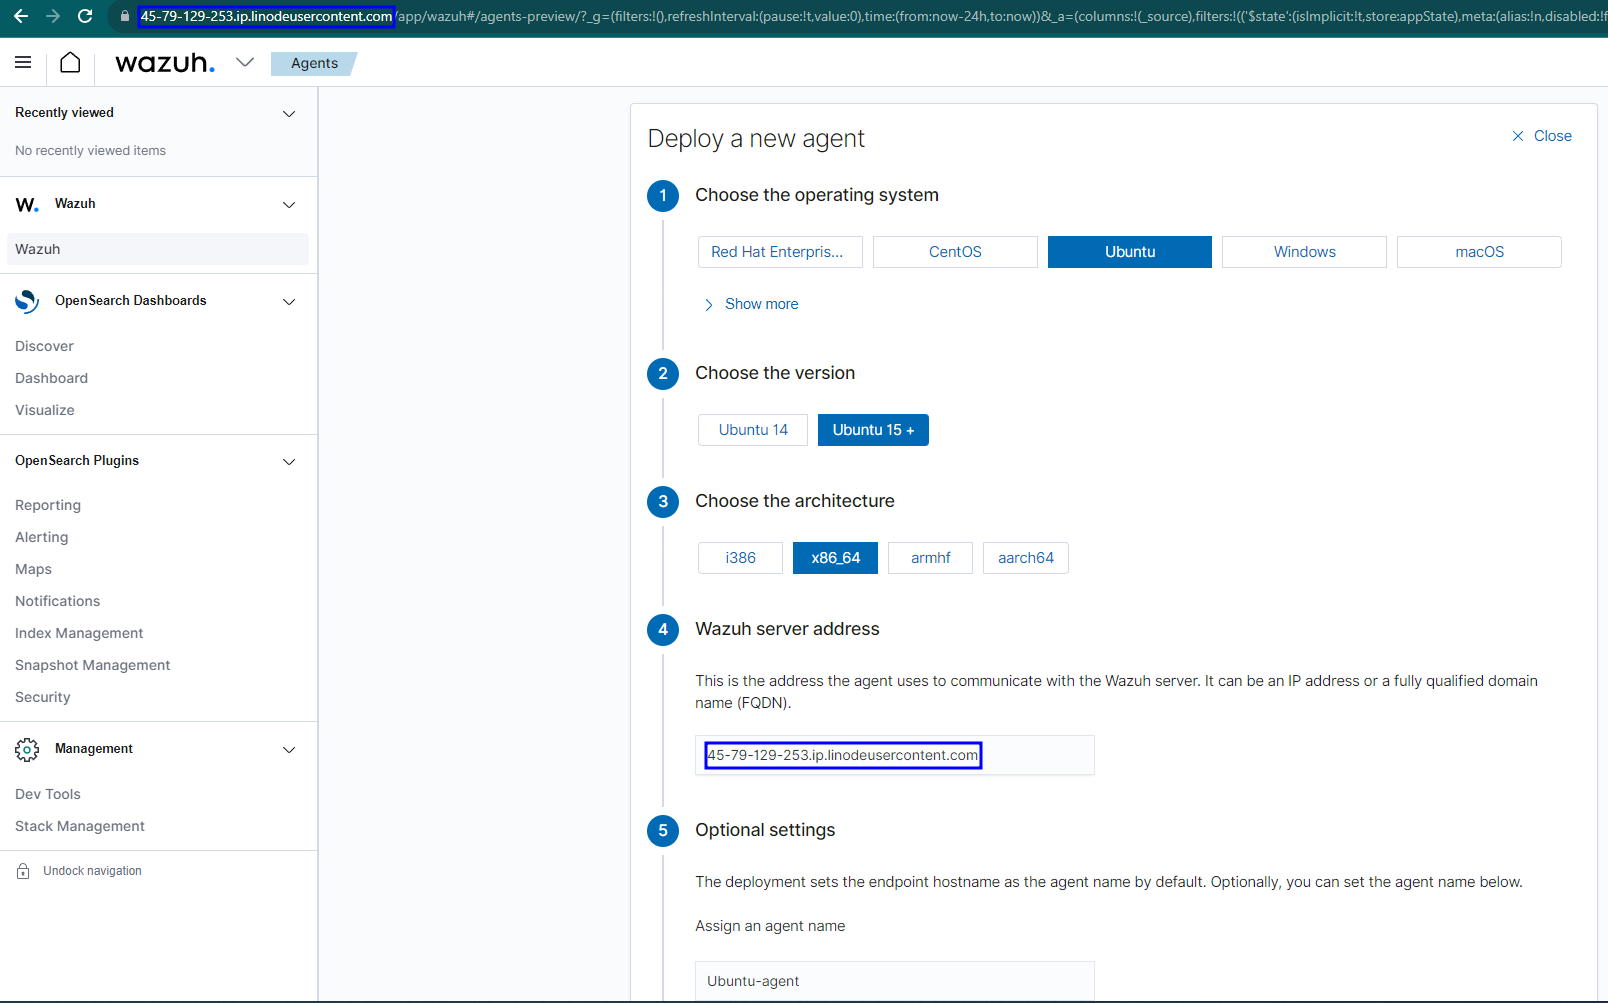 45-79-129-253.ip.linodeusercontent.com/app/wazuh#/agents-preview/?_g=(filters:!(),refreshInterval:(pause:!t,value:0),time:(from:now-24h,to:now))&_a=(columns:!(_source),filters:!(('$state':(isImplicit:!t,store:appState),meta:(alias:!n,disabled:!f
wazuh.
Agents
Recently viewed
No recently viewed items
W. Wazuh
Wazuh
OpenSearch Dashboards
Discover
Dashboard
Visualize
OpenSearch Plugins
Reporting
Alerting
Maps
Notifications
Index Management
Snapshot Management
Security
Management
Dev Tools
Stack Management
Undock navigation
Deploy a new agent
Close
1 Choose the operating system
Red Hat Enterpris... CentOS Ubuntu Windows macOS
Show more
2 Choose the version
Ubuntu 14 Ubuntu 15 +
3 Choose the architecture
i386 x86_64 armhf aarch64
4 Wazuh server address
This is the address the agent uses to communicate with the Wazuh server. It can be an IP address or a fully qualified domain
name (FQDN).
45-79-129-253.ip.linodeusercontent.com
5 Optional settings
The deployment sets the endpoint hostname as the agent name by default. Optionally, you can set the agent name below.
Assign an agent name
Ubuntu-agent